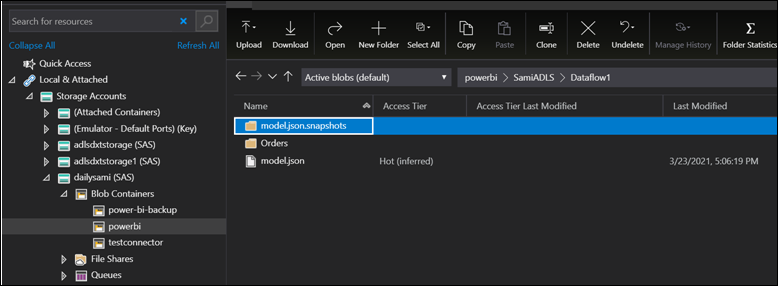 Search for resources
Collapse All
Refresh All
Quick Access
Local & Attached
Storage Accounts
(Attached Containers)
(Emulator - Default Ports) (Key)
adlsdxtstorage (SAS)
adlsdxtstorage1 (SAS)
dailysami (SAS)
Blob Containers
power-bi-backup
powerbi
testconnector
File Shares
Queues
Upload
Download
Open
New Folder
Select All
Copy
Paste
Clone
Delete
Undelete
Manage History
Folder Statistics
Active blobs (default)
powerbi
SamiADLS
Dataflow1
Name
Access Tier
Access Tier Last Modified
Last Modified
model.json.snapshots
Orders
model.json
Hot (inferred)
3/23/2021, 5:06:19 PM